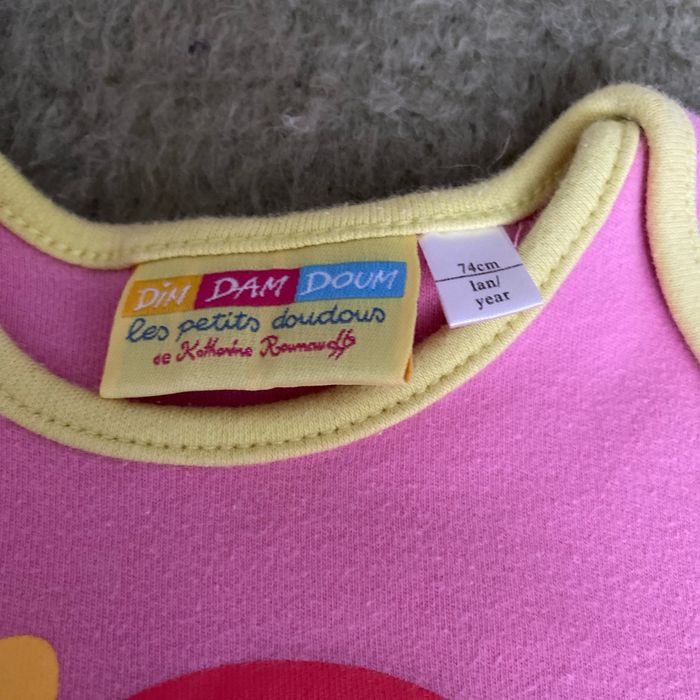 DiM DAM DOUM
les petits doudous
de Katherine Roumanoff
74cm
1an/
year